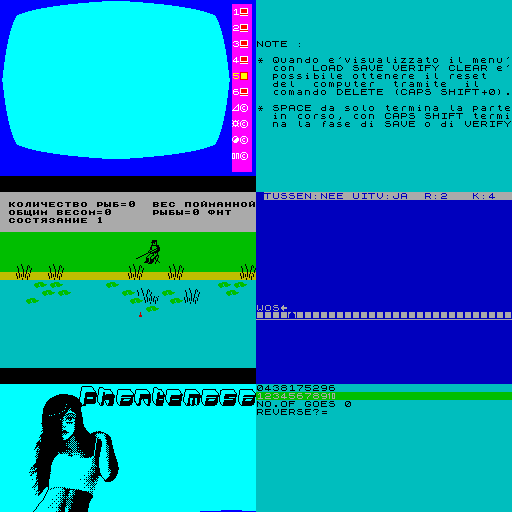 1
2
3
4
5
6
NOTE :
* Quando e'visualizzato il menu'
con LOAD SAVE VERIFY CLEAR e'
possibile ottenere il reset
del computer tramite il
comando DELETE (CAPS SHIFT+0).
* SPACE da solo termina la parte
in corso, con CAPS SHIFT termi
na la fase di SAVE o di VERIFY
КОЛИЧЕСТВО РЫБ=0 ВЕС ПОЙМАННОЙ
ОБЩИМ ВЕСОМ=0 РЫБЫ=0 ФНТ
СОСТЯЗАНИЕ 1
TUSSEN:NEE UITV:JA R:2 K:4
WOS←
Phantomasa
0438175296
1234567890
NO.OF GOES 0
REVERSE?=